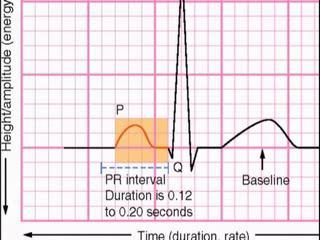 Height/amplitude (energy
P
Q
PR interval
Duration is 0.12
to 0.20 seconds
Baseline
Time (duration, rate)